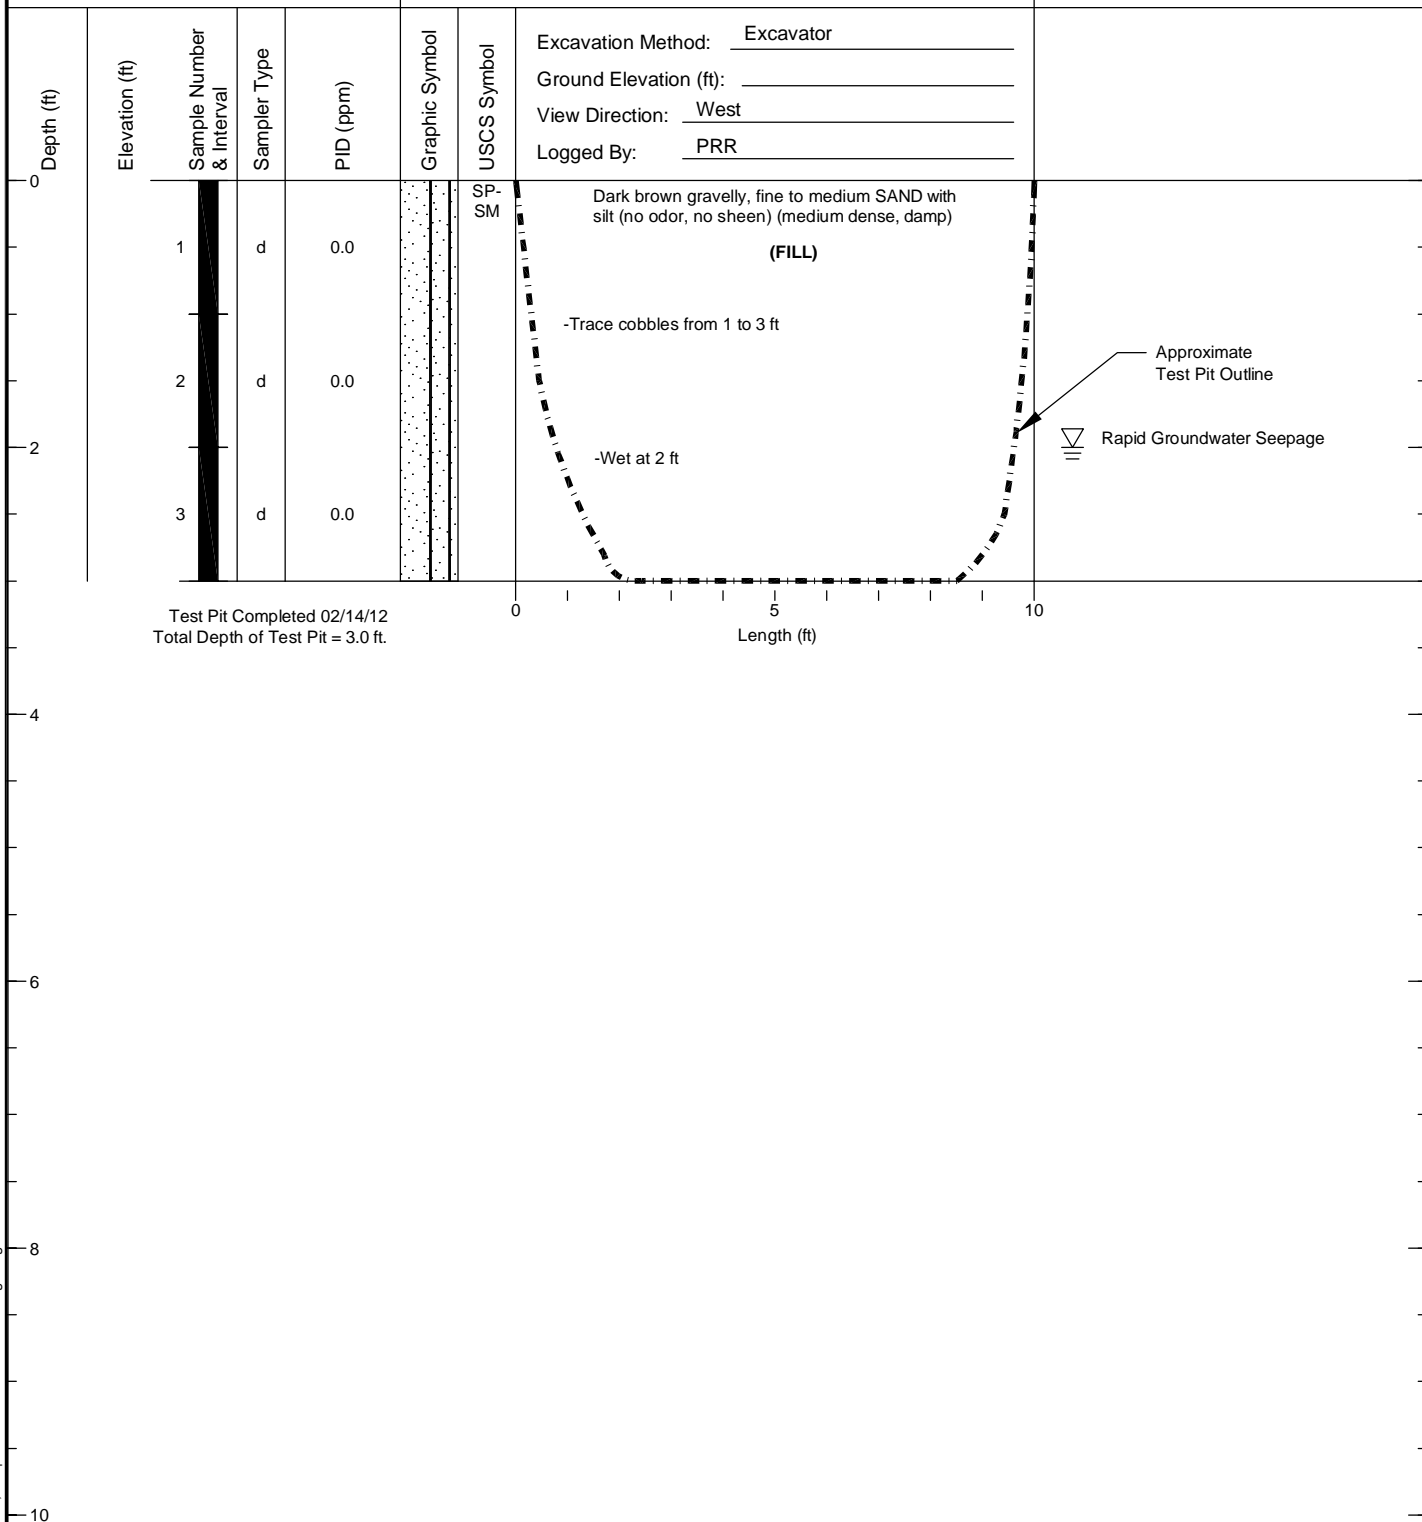 Depth (ft)
Elevation (ft)
Sample Number
& Interval
Sampler Type
PID (ppm)
Graphic Symbol
USCS Symbol
Excavation Method: Excavator
Ground Elevation (ft):
View Direction: West
Logged By: PRR
0
SP-
SM
Dark brown gravelly, fine to medium SAND with
silt (no odor, no sheen) (medium dense, damp)
(FILL)
1 d 0.0
-Trace cobbles from 1 to 3 ft
Approximate
Test Pit Outline
2 d 0.0
Rapid Groundwater Seepage
2
-Wet at 2 ft
3 d 0.0
0 5 10
Length (ft)
Test Pit Completed 02/14/12
Total Depth of Test Pit = 3.0 ft.
4
6
8
10